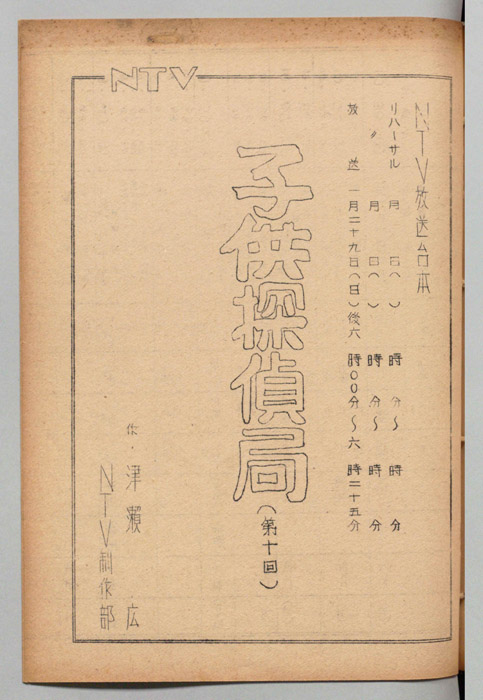 NTV
NTV放送台本
リハーサル 月 日( ) 時 分~ 時 分
〃 月 日( ) 時 分~ 時 分
放送 一月二十九日(日)後六時〇〇分~六時二十五分
子供探偵局
(第十回)
作・津瀬 広
NTV制作部